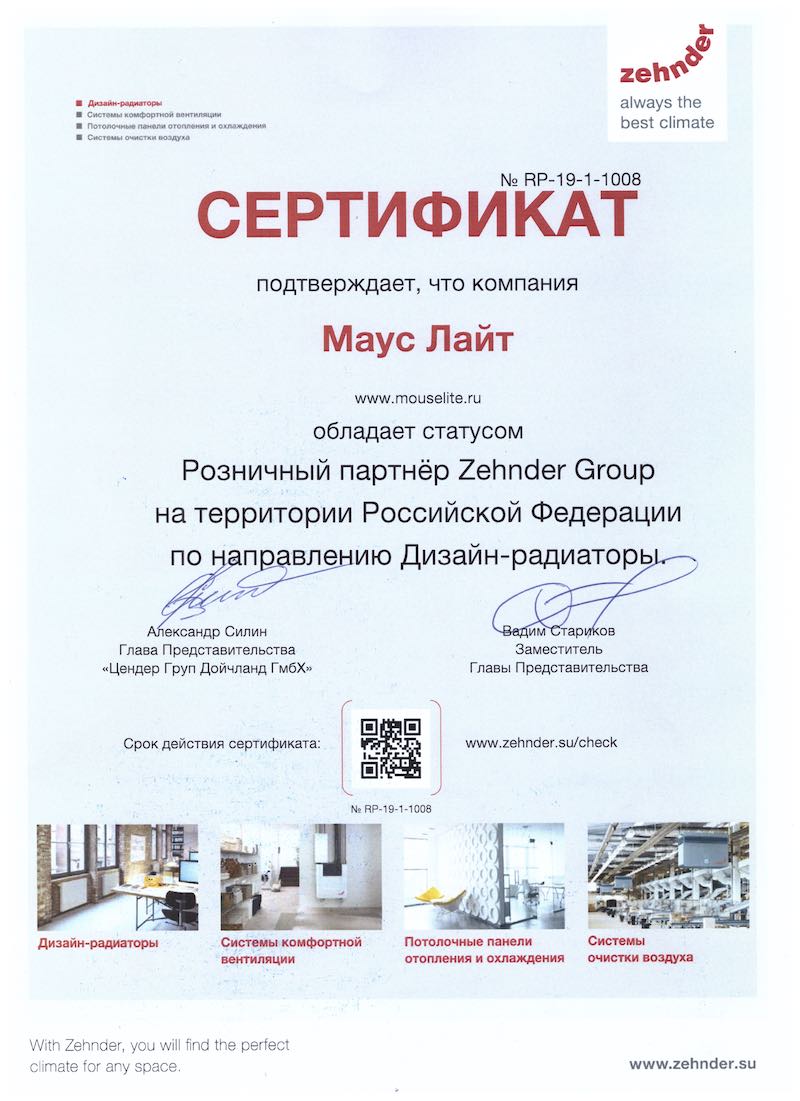 zehnder
always the
best climate
Дизайн-радиаторы
Системы комфортной вентиляции
Потолочные панели отопления и охлаждения
Системы очистки воздуха
№ RP-19-1-1008
СЕРТИФИКАТ
подтверждает, что компания
Маус Лайт
www.mouselite.ru
обладает статусом
Розничный партнёр Zehnder Group
на территории Российской Федерации
по направлению Дизайн-радиаторы.
Александр Силин
Глава Представительства
«Цендер Груп Дойчланд ГмбХ»
Вадим Стариков
Заместитель
Главы Представительства
Срок действия сертификата:
www.zehnder.su/check
№ RP-19-1-1008
Дизайн-радиаторы
Системы комфортной
вентиляции
Потолочные панели
отопления и охлаждения
Системы
очистки воздуха
With Zehnder, you will find the perfect
climate for any space.
www.zehnder.su